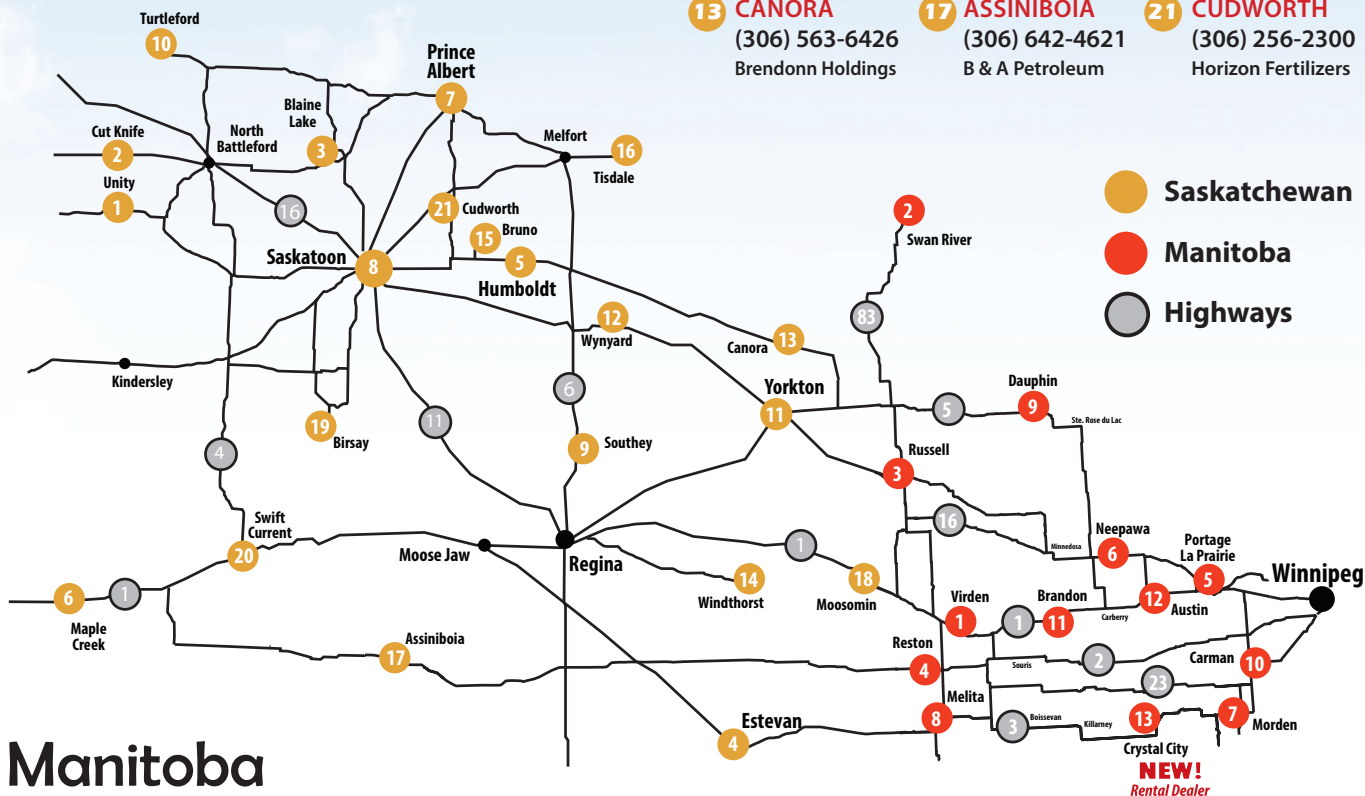 13 CANORA
(306) 563-6426
Brendonn Holdings
17 ASSINIBOIA
(306) 642-4621
B & A Petroleum
21 CUDWORTH
(306) 256-2300
Horizon Fertilizers
Turtleford
10
Prince
Albert
7
Blaine
Lake
3
Cut Knife
2
North
Battleford
Melfort
16
Tisdale
Unity
1
16
21 Cudworth
15 Bruno
Saskatoon
8
5
Humboldt
2
Swan River
Saskatchewan
Manitoba
Highways
83
12
Wynyard
Canora 13
Kindersley
6
Yorkton
11
Dauphin
9
5
Ste. Rose du Lac
19
Birsay
11
9 Southey
4
Russell
3
Swift
Current
20
Moose Jaw
Regina
1
16
Minnedosa
Neepawa
6
Portage
La Prairie
5
Winnipeg
6
Maple
Creek
1
14
Windthorst
18
Moosomin
Virden
1
1
Brandon
11
Carberry
12
Austin
Assiniboia
17
Reston
4
Souris
2
Carman
10
23
Melita
8
Estevan
4
3
Boissevan
Killarney
13
Crystal City
NEW!
Rental Dealer
7
Morden
Manitoba